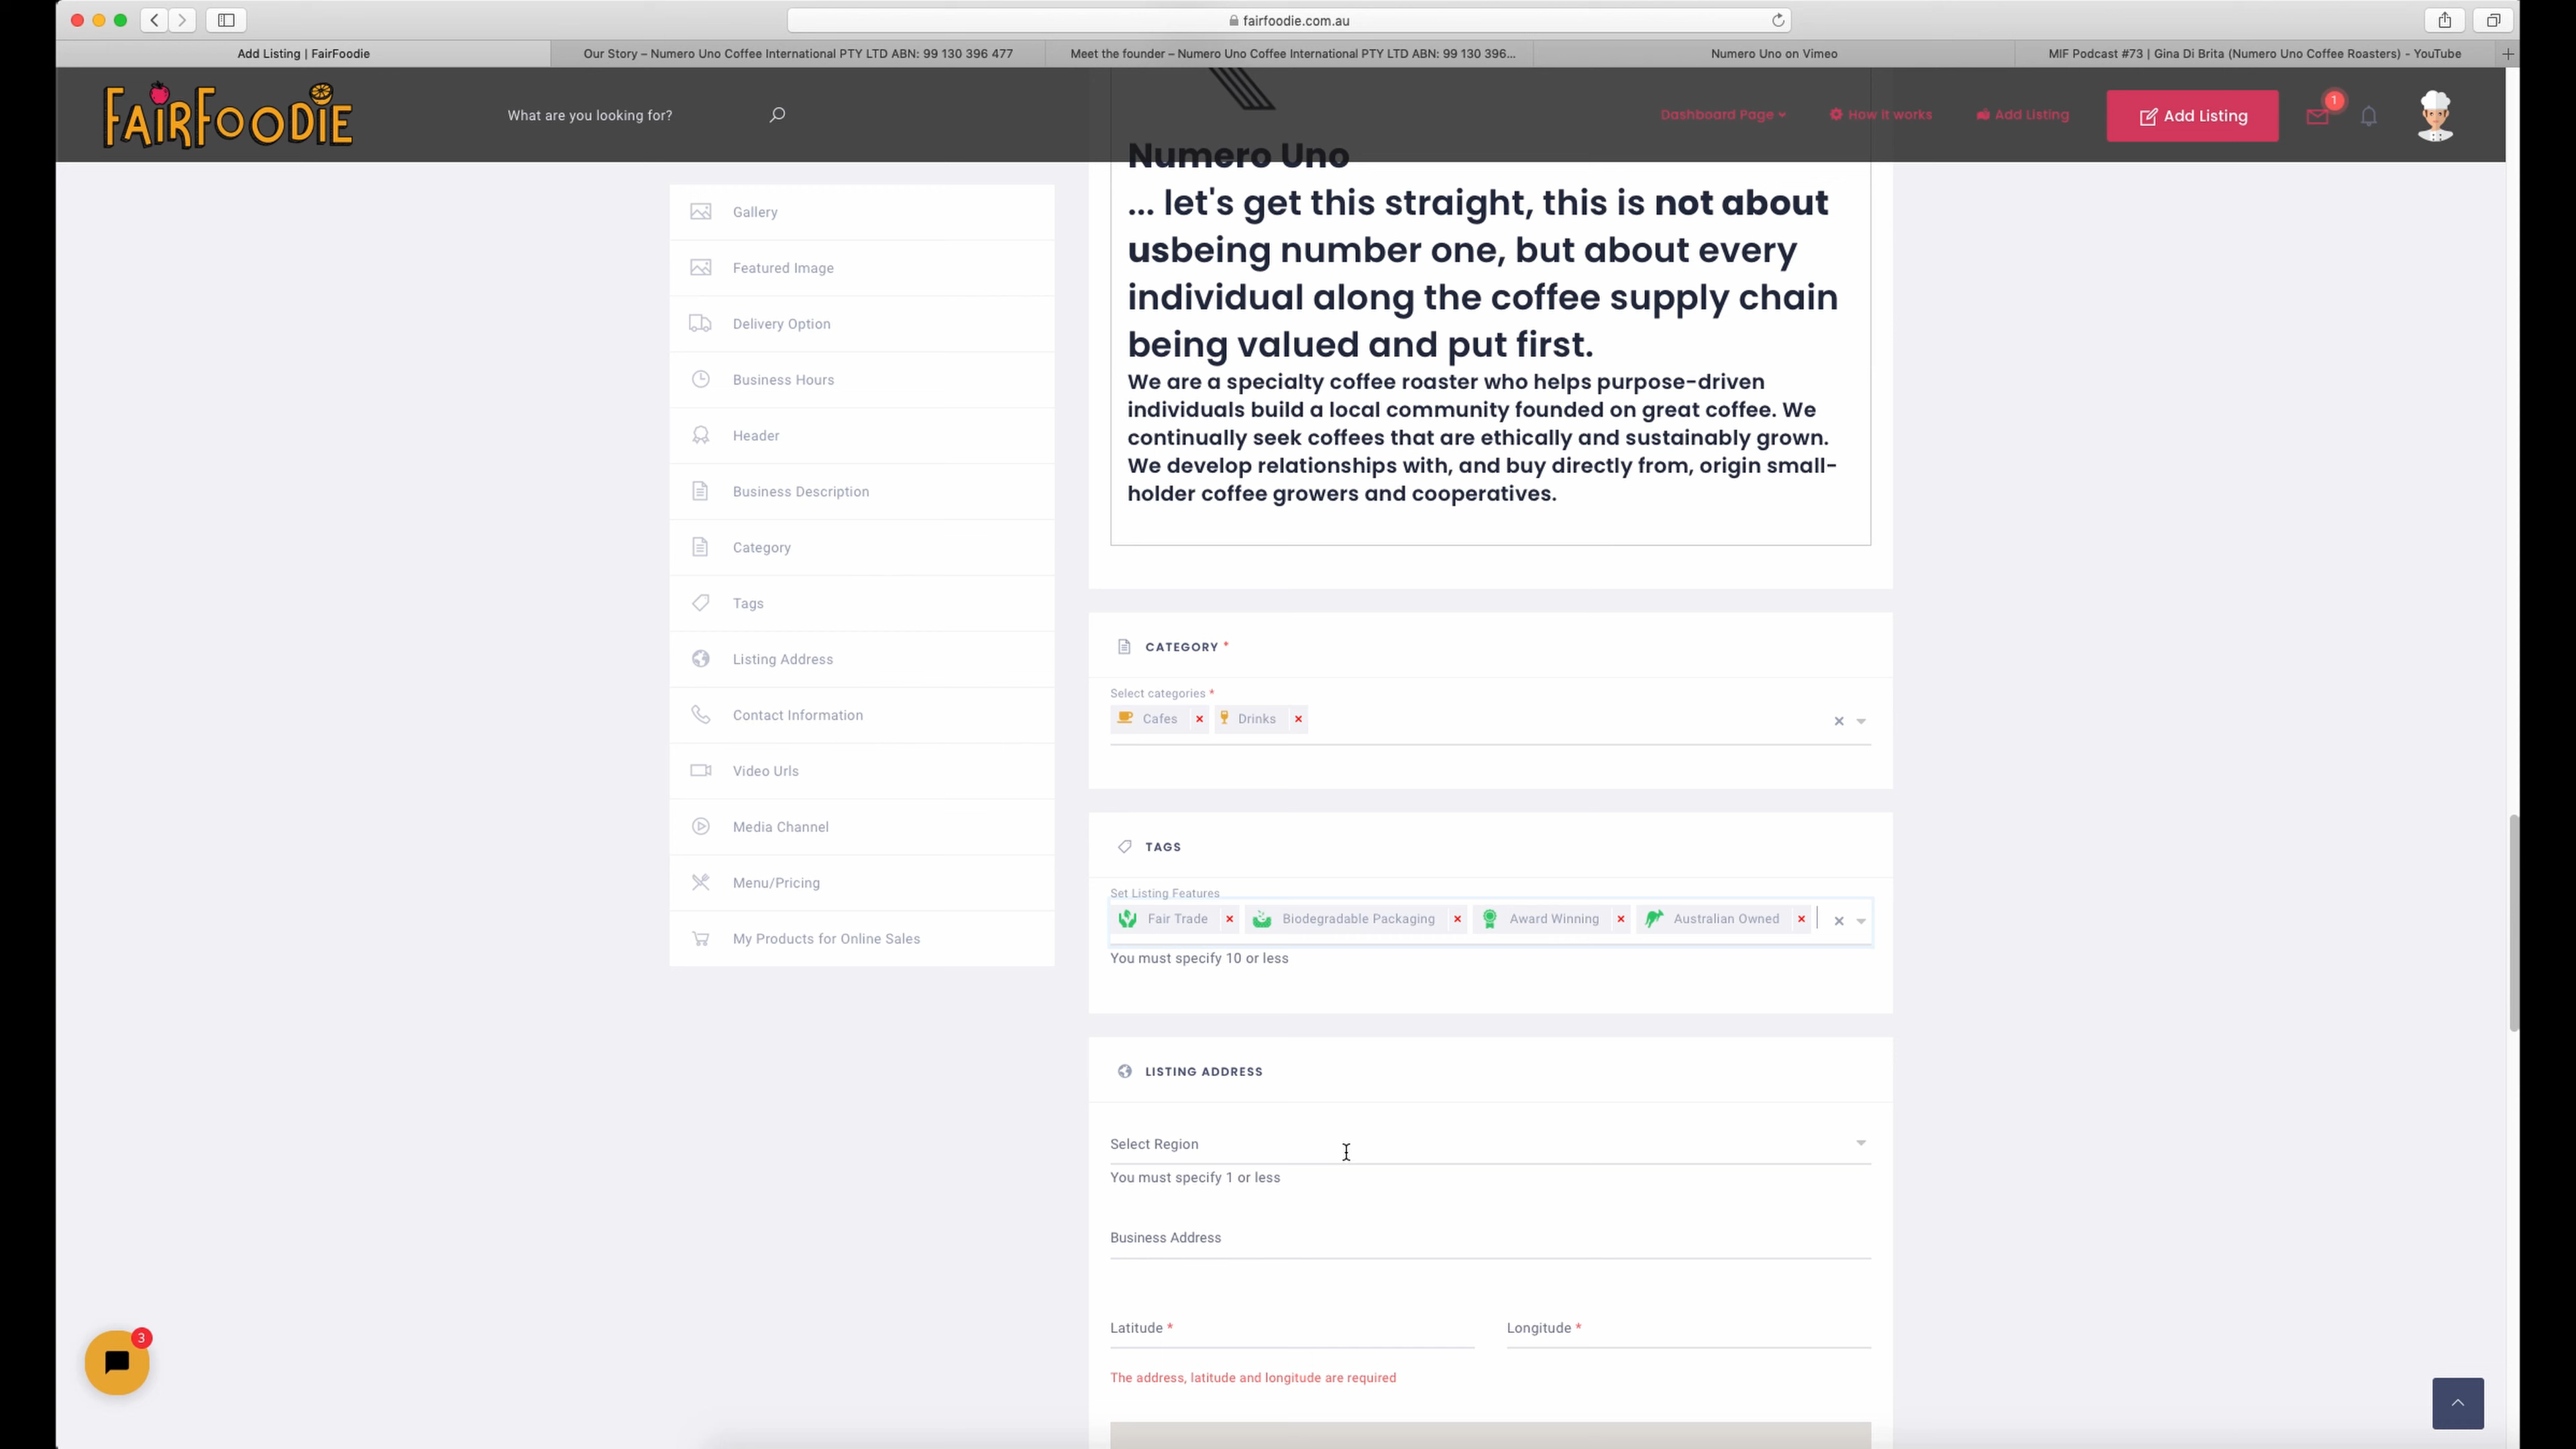 fairfoodie.com.au
Add Listing | FairFoodie
Our Story – Numero Uno Coffee International PTY LTD ABN: 99 130 396 477
Meet the founder – Numero Uno Coffee International PTY LTD ABN: 99 130 396...
Numero Uno on Vimeo
MIF Podcast #73 | Gina Di Brita (Numero Uno Coffee Roasters) - YouTube
FAIRFOODIE
What are you looking for?
Dashboard Page
How It works
Add Listing
Add Listing
1
Gallery
Featured Image
Delivery Option
Business Hours
Header
Business Description
Category
Tags
Listing Address
Contact Information
Video Urls
Media Channel
Menu/Pricing
My Products for Online Sales
Numero Uno
... let's get this straight, this is not about
usbeing number one, but about every
individual along the coffee supply chain
being valued and put first.
We are a specialty coffee roaster who helps purpose-driven
individuals build a local community founded on great coffee. We
continually seek coffees that are ethically and sustainably grown.
We develop relationships with, and buy directly from, origin small-
holder coffee growers and cooperatives.
CATEGORY *
Select categories *
Cafes × Drinks ×
TAGS
Set Listing Features
Fair Trade × Biodegradable Packaging × Award Winning × Australian Owned ×
You must specify 10 or less
LISTING ADDRESS
Select Region
You must specify 1 or less
Business Address
Latitude *
Longitude *
The address, latitude and longitude are required
3